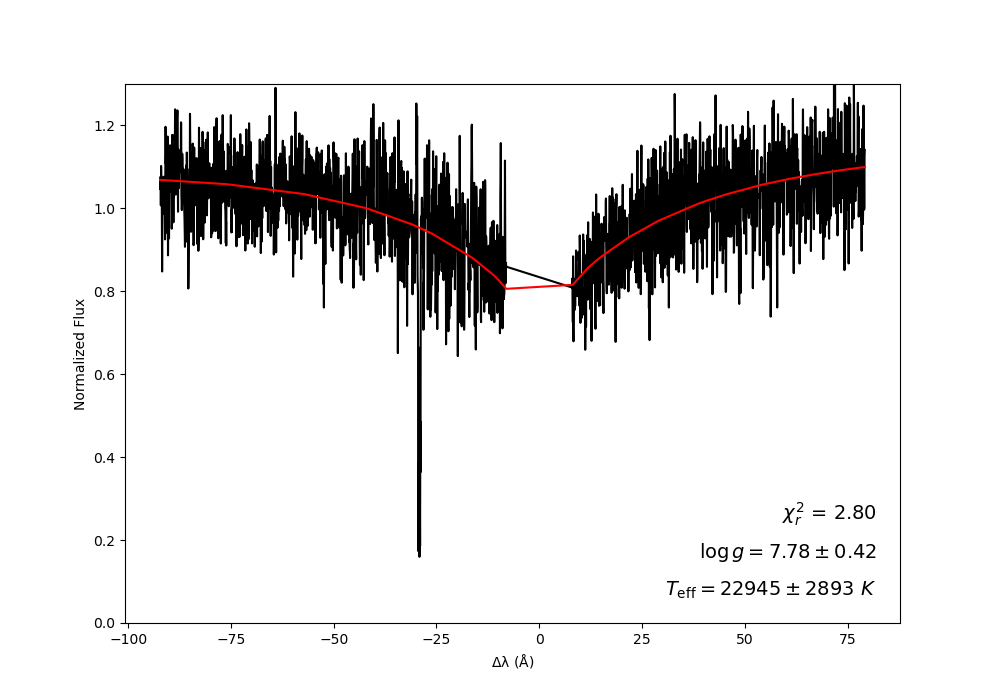 Normalized Flux
1.2
1.0
0.8
0.6
0.4
0.2
0.0
χ²ᵣ = 2.80
log g = 7.78 ± 0.42
T_eff = 22945 ± 2893 K
−100 −75 −50 −25 0 25 50 75
Δλ (Å)